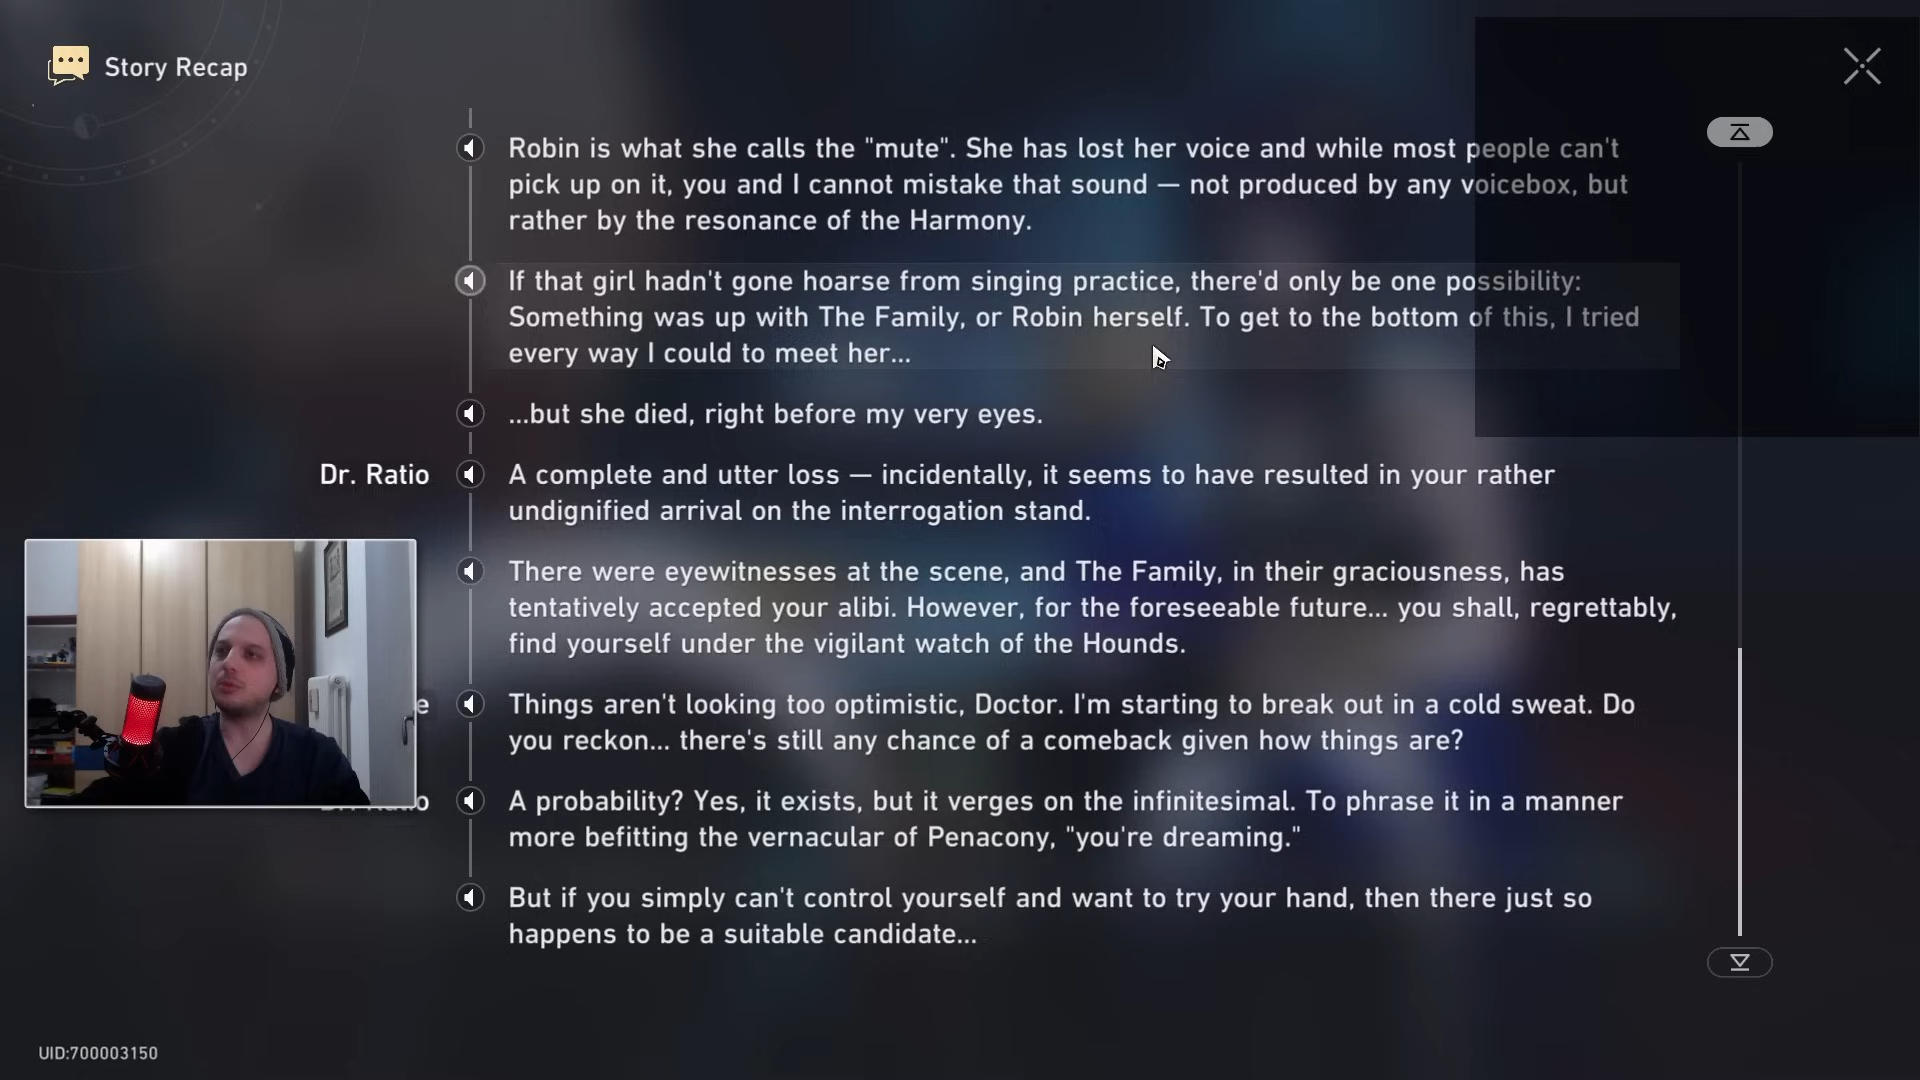 Story Recap
Robin is what she calls the "mute". She has lost her voice and while most people can't
pick up on it, you and I cannot mistake that sound — not produced by any voicebox, but
rather by the resonance of the Harmony.
If that girl hadn't gone hoarse from singing practice, there'd only be one possibility:
Something was up with The Family, or Robin herself. To get to the bottom of this, I tried
every way I could to meet her...
...but she died, right before my very eyes.
Dr. Ratio
A complete and utter loss — incidentally, it seems to have resulted in your rather
undignified arrival on the interrogation stand.
There were eyewitnesses at the scene, and The Family, in their graciousness, has
tentatively accepted your alibi. However, for the foreseeable future... you shall, regrettably,
find yourself under the vigilant watch of the Hounds.
e
Things aren't looking too optimistic, Doctor. I'm starting to break out in a cold sweat. Do
you reckon... there's still any chance of a comeback given how things are?
A probability? Yes, it exists, but it verges on the infinitesimal. To phrase it in a manner
more befitting the vernacular of Penacony, "you're dreaming."
But if you simply can't control yourself and want to try your hand, then there just so
happens to be a suitable candidate...
UID:700003150